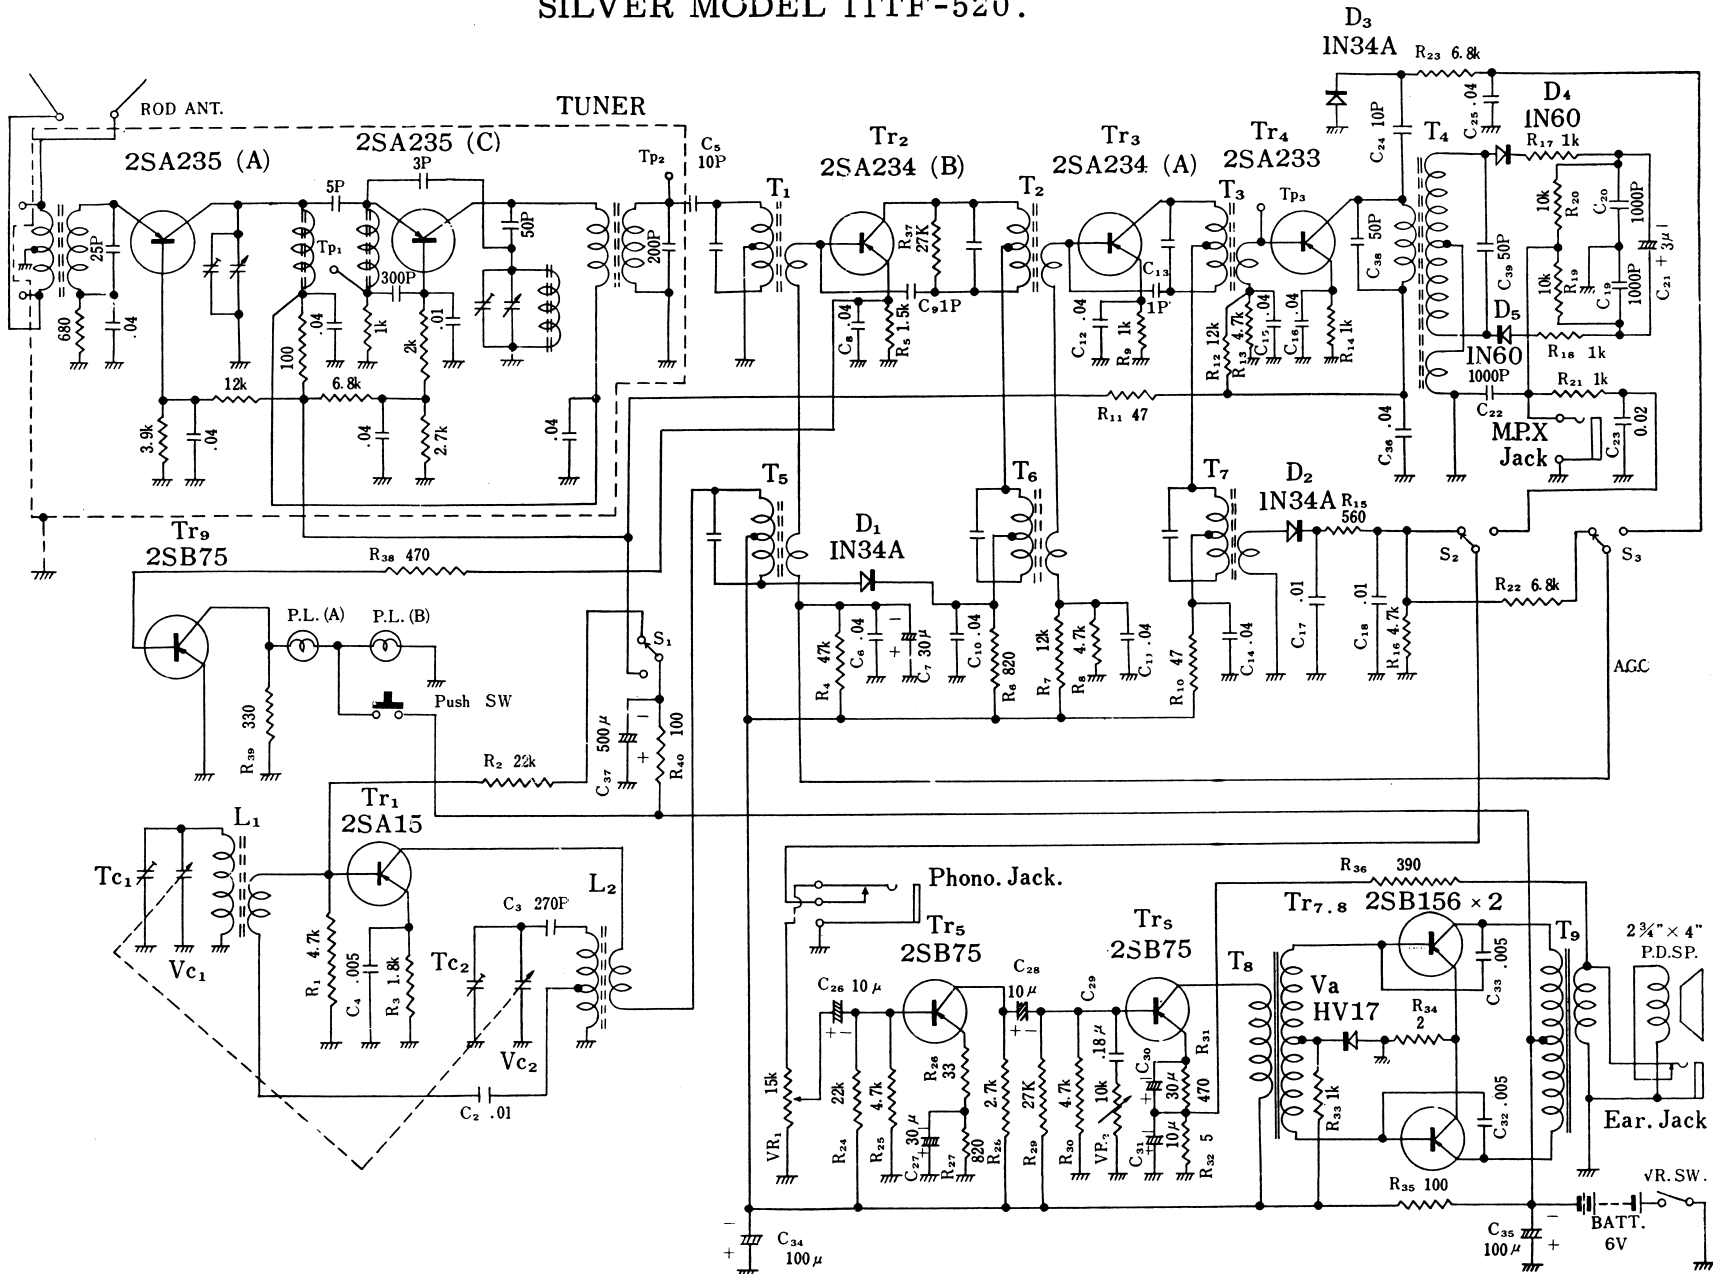 SILVER MODEL 11TF-520.
D₃
1N34A
R₂₃ 6.8k
ROD ANT.
TUNER
2SA235 (A)
2SA235 (C)
3P
5P
Tp₁
Tp₂
C₅
10P
T₁
Tr₂
2SA234 (B)
T₂
Tr₃
2SA234 (A)
T₃
Tr₄
2SA233
Tp₃
C₂₄ 10P
C₂₅ .04
T₄
D₄
1N60
R₁₇ 1k
10k
R₂₀
C₂₀
1000P
C₂₁ + 3μ
25P
50P
200P
300P
R₃₇
27K
C₃₈ 50P
C₃₉ 50P
10k
R₁₉
C₁₉
1000P
680
.04
100
.04
1k
2k
.01
C₈ .04
R₅ 1.5k
C₉ 1P
C₁₂ .04
R₉ 1k
C₁₃
1P
R₁₂ 12k
R₁₃ 4.7k
C₁₅ .04
C₁₆ .04
R₁₄ 1k
D₅
1N60
R₁₈ 1k
1000P
C₂₂
R₂₁ 1k
12k
6.8k
3.9k
.04
.04
2.7k
.04
R₁₁ 47
C₃₆ .04
M.P.X
Jack
C₂₃
0.02
T₅
T₆
T₇
D₂
1N34A
R₁₅
560
D₁
1N34A
Tr₉
2SB75
R₃₈ 470
P.L. (A)
P.L. (B)
S₁
S₂
S₃
R₂₂ 6.8k
A.G.C
R₄ 47k
C₆ .04
−
+
C₇ 30μ
C₁₀ .04
R₆ 820
R₇ 12k
R₈ 4.7k
C₁₁ .04
R₁₀ 47
C₁₄ .04
C₁₇ .01
C₁₈ .01
R₁₆ 4.7k
Push SW
R₃₉ 330
C₃₇ 500μ
−
+
R₄₀ 100
R₂ 22k
Tr₁
2SA15
L₁
Tc₁
Vc₁
R₁ 4.7k
C₄ .005
R₃ 1.8k
C₃ 270P
L₂
Tc₂
Vc₂
C₂ .01
Phono. Jack.
R₃₆ 390
Tr₅
2SB75
Tr₅
2SB75
Tr₇.₈ 2SB156 × 2
T₈
T₉
2 ¾" × 4"
P.D.SP.
C₂₆ 10μ
+ −
C₂₈
10μ
+ −
C₂₉
.18μ
R₃₁
470
Va
HV17
R₃₄
2
C₃₃ .005
VR₁ 15k
R₂₄ 22k
R₂₅ 4.7k
R₂₆
33
C₂₇ 30μ
R₂₇
820
R₂₆ 2.7k
R₂₉ 27K
R₃₀ 4.7k
VR₂ 10k
C₃₀
30μ
C₃₁ 10μ
R₃₂ 5
R₃₃ 1k
C₃₂ .005
Ear. Jack
R₃₅ 100
VR. SW.
BATT.
6V
−
+
C₃₄
100μ
C₃₅
100μ
−
+